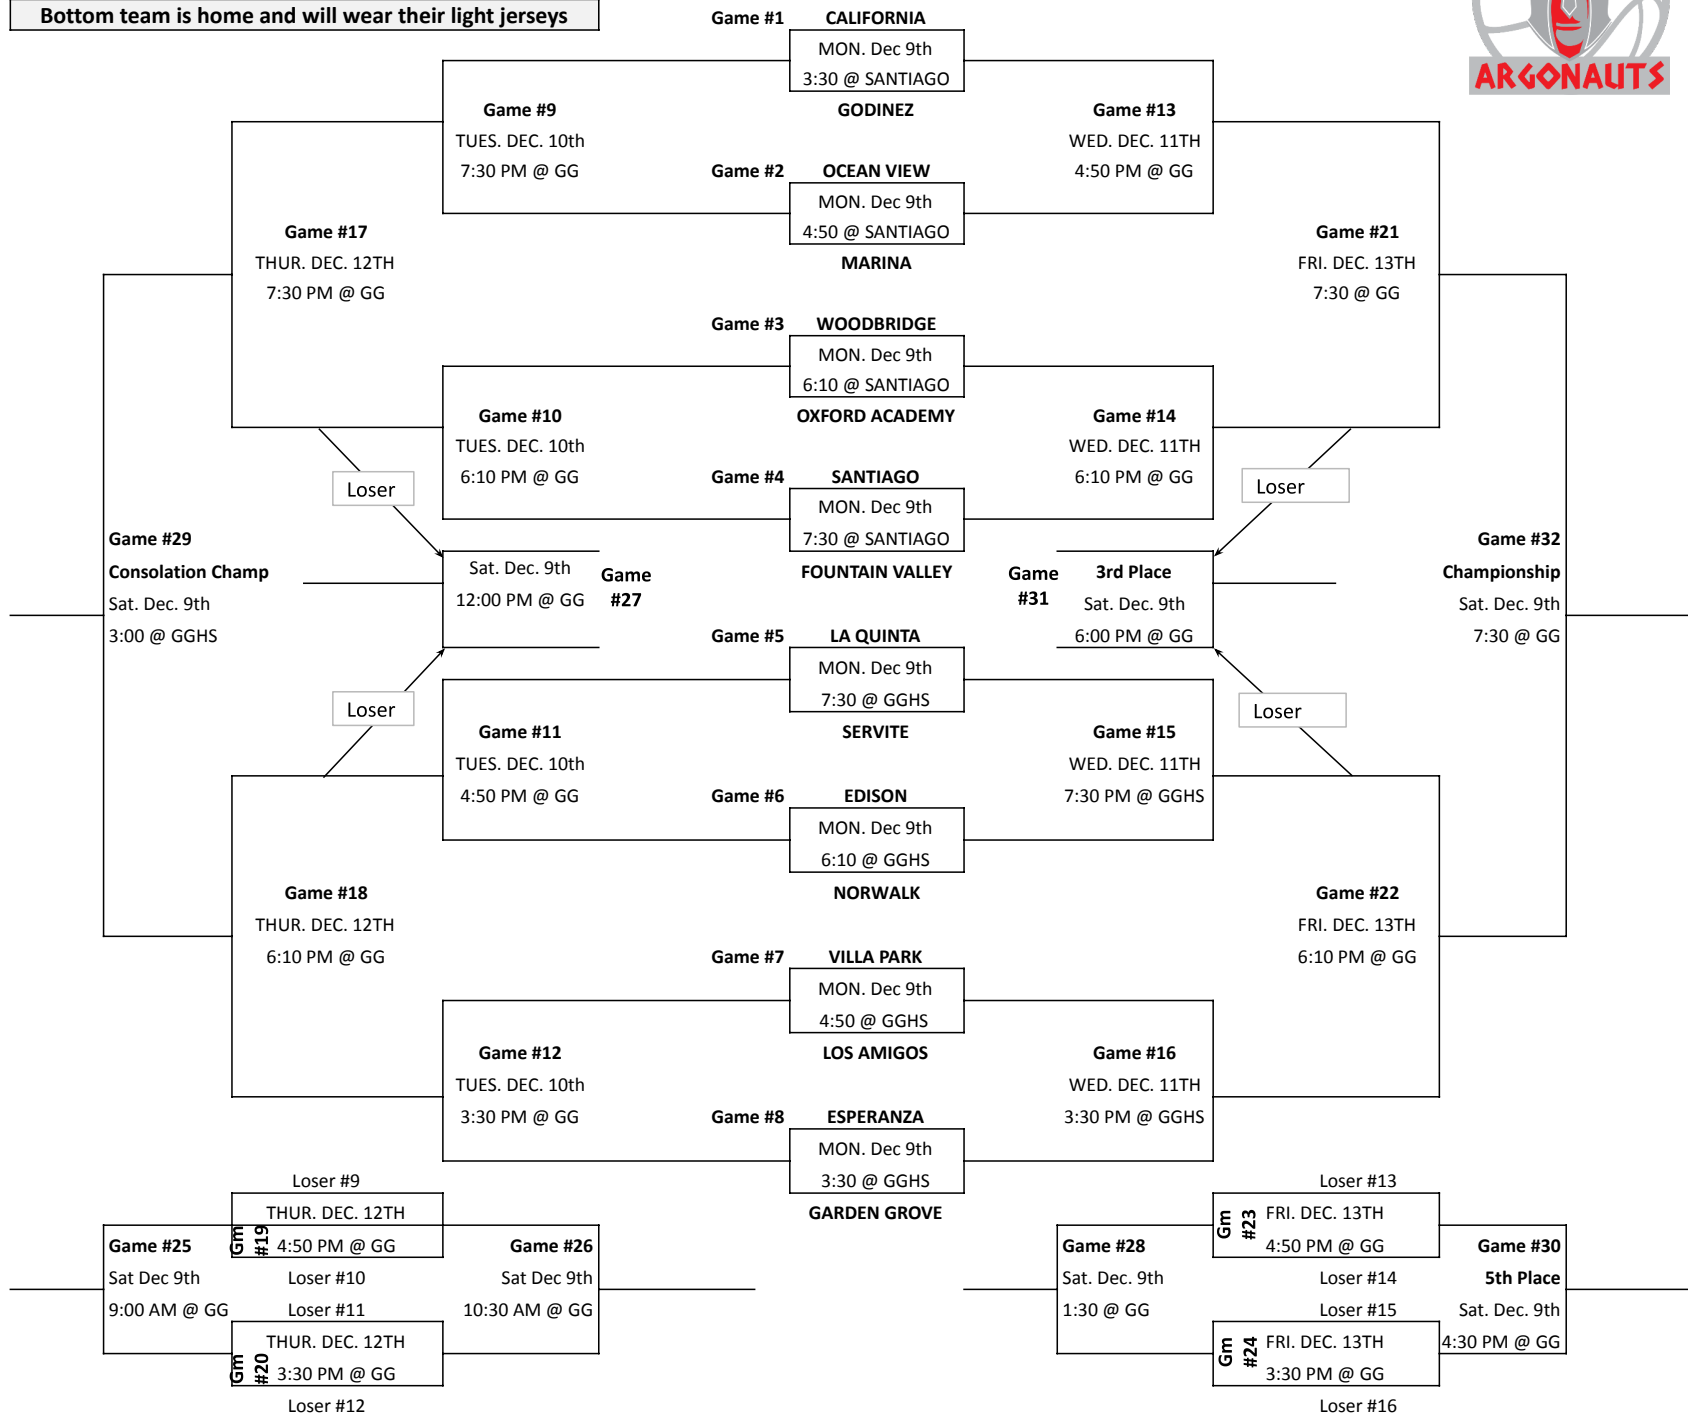 Bottom team is home and will wear their light jerseys
ARGONAUTS
Game #1
CALIFORNIA
MON. Dec 9th
3:30 @ SANTIAGO
GODINEZ
Game #9
TUES. DEC. 10th
7:30 PM @ GG
Game #13
WED. DEC. 11TH
4:50 PM @ GG
Game #2
OCEAN VIEW
MON. Dec 9th
4:50 @ SANTIAGO
MARINA
Game #17
THUR. DEC. 12TH
7:30 PM @ GG
Game #21
FRI. DEC. 13TH
7:30 @ GG
Game #3
WOODBRIDGE
MON. Dec 9th
6:10 @ SANTIAGO
OXFORD ACADEMY
Game #10
TUES. DEC. 10th
6:10 PM @ GG
Game #14
WED. DEC. 11TH
6:10 PM @ GG
Game #4
SANTIAGO
MON. Dec 9th
7:30 @ SANTIAGO
FOUNTAIN VALLEY
Loser
Loser
Game #29
Consolation Champ
Sat. Dec. 9th
3:00 @ GGHS
Sat. Dec. 9th
12:00 PM @ GG
Game
#27
Game
#31
3rd Place
Sat. Dec. 9th
6:00 PM @ GG
Game #32
Championship
Sat. Dec. 9th
7:30 @ GG
Game #5
LA QUINTA
MON. Dec 9th
7:30 @ GGHS
SERVITE
Loser
Loser
Game #11
TUES. DEC. 10th
4:50 PM @ GG
Game #15
WED. DEC. 11TH
7:30 PM @ GGHS
Game #6
EDISON
MON. Dec 9th
6:10 @ GGHS
NORWALK
Game #18
THUR. DEC. 12TH
6:10 PM @ GG
Game #22
FRI. DEC. 13TH
6:10 PM @ GG
Game #7
VILLA PARK
MON. Dec 9th
4:50 @ GGHS
LOS AMIGOS
Game #12
TUES. DEC. 10th
3:30 PM @ GG
Game #16
WED. DEC. 11TH
3:30 PM @ GGHS
Game #8
ESPERANZA
MON. Dec 9th
3:30 @ GGHS
GARDEN GROVE
Loser #9
Gm
#19
THUR. DEC. 12TH
4:50 PM @ GG
Loser #10
Game #25
Sat Dec 9th
9:00 AM @ GG
Game #26
Sat Dec 9th
10:30 AM @ GG
Loser #11
Gm
#20
THUR. DEC. 12TH
3:30 PM @ GG
Loser #12
Loser #13
Gm
#23
FRI. DEC. 13TH
4:50 PM @ GG
Loser #14
Game #28
Sat. Dec. 9th
1:30 @ GG
Game #30
5th Place
Sat. Dec. 9th
4:30 PM @ GG
Loser #15
Gm
#24
FRI. DEC. 13TH
3:30 PM @ GG
Loser #16